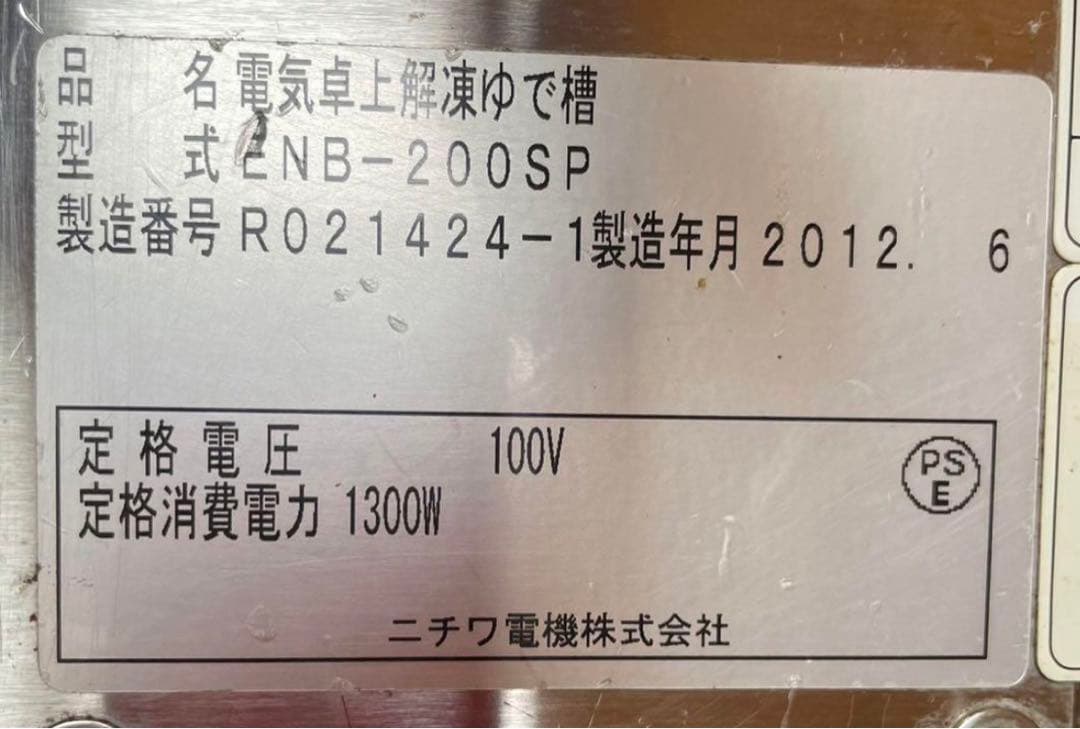 品 名 電気卓上解凍ゆで槽
型 式 ENB-200SP
製造番号 R021424-1 製造年月 2012. 6
定格電圧 100V
定格消費電力 1300W
PS
E
ニチワ電機株式会社